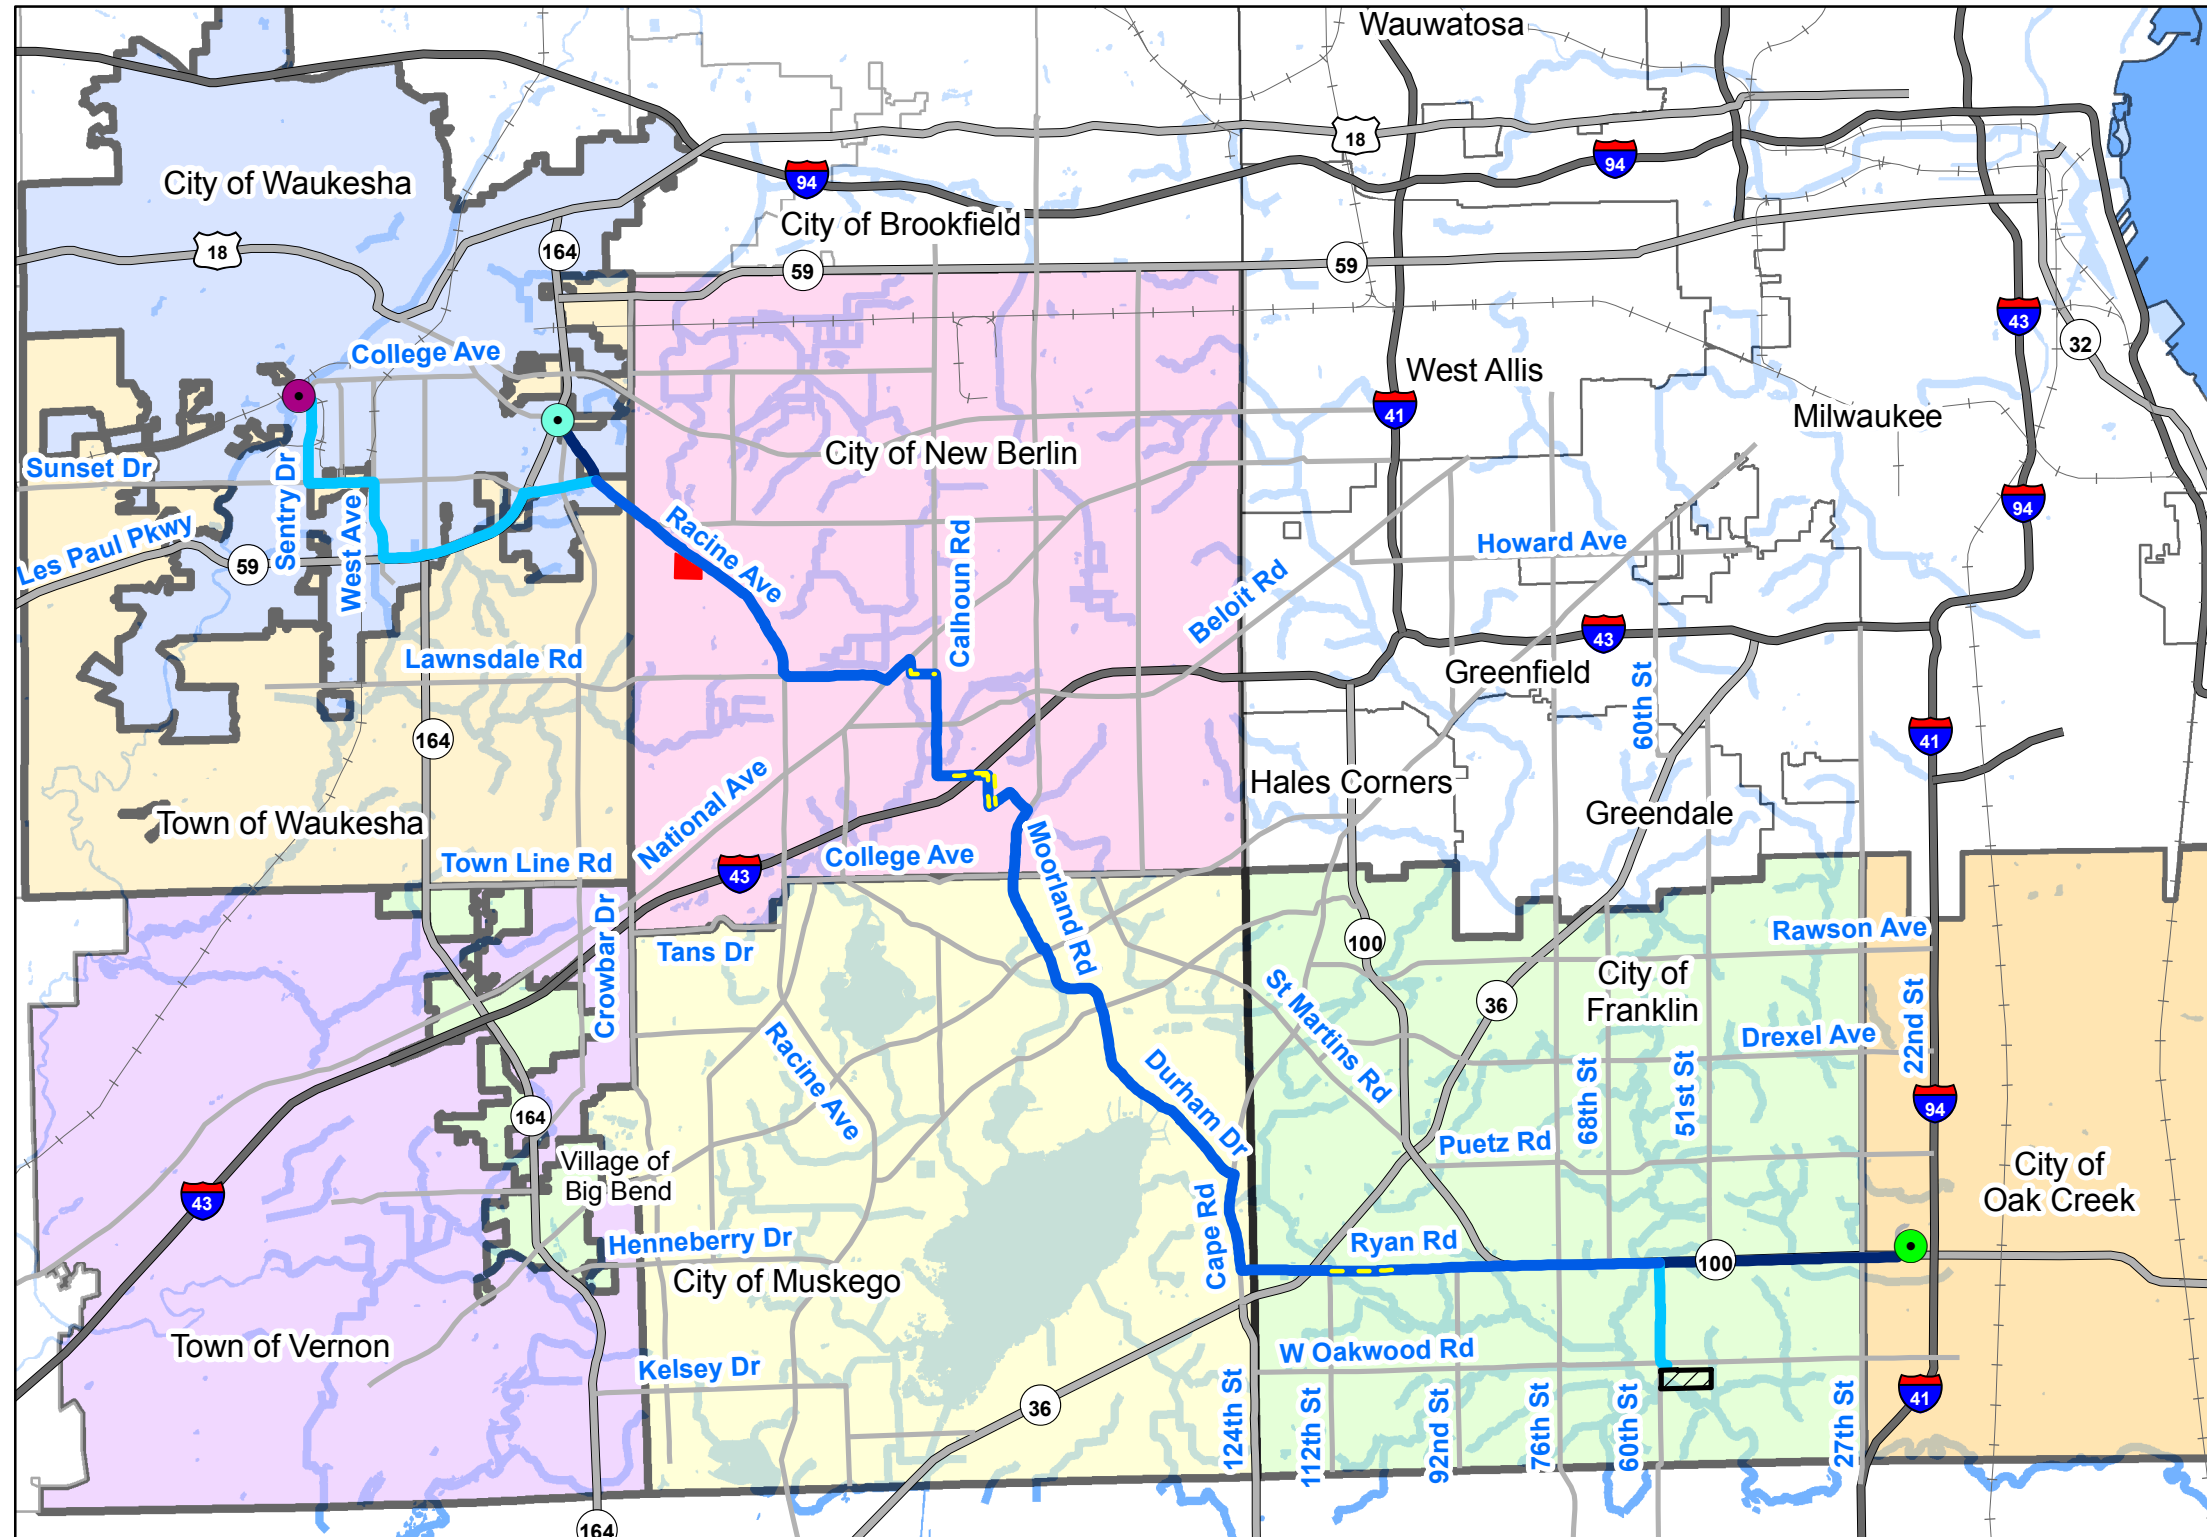 Wauwatosa
18
94
94
City of Waukesha
City of Brookfield
18
164
59
59
43
32
College Ave
West Allis
41
Milwaukee
City of New Berlin
Sunset Dr
Sentry Dr
West Ave
Les Paul Pkwy
59
Racine Ave
Calhoun Rd
Howard Ave
94
Beloit Rd
43
Lawnsdale Rd
Greenfield
60th St
164
41
National Ave
Hales Corners
Town of Waukesha
Greendale
Town Line Rd
43
College Ave
Moorland Rd
Crowbar Dr
Tans Dr
100
Rawson Ave
St Martins Rd
36
City of
Franklin
22nd St
Racine Ave
Drexel Ave
Durham Dr
68th St
51st St
94
164
Puetz Rd
Village of
Big Bend
City of
Oak Creek
43
Cape Rd
Henneberry Dr
Ryan Rd
100
City of Muskego
Town of Vernon
Kelsey Dr
W Oakwood Rd
36
124th St
112th St
92nd St
76th St
60th St
27th St
41
164